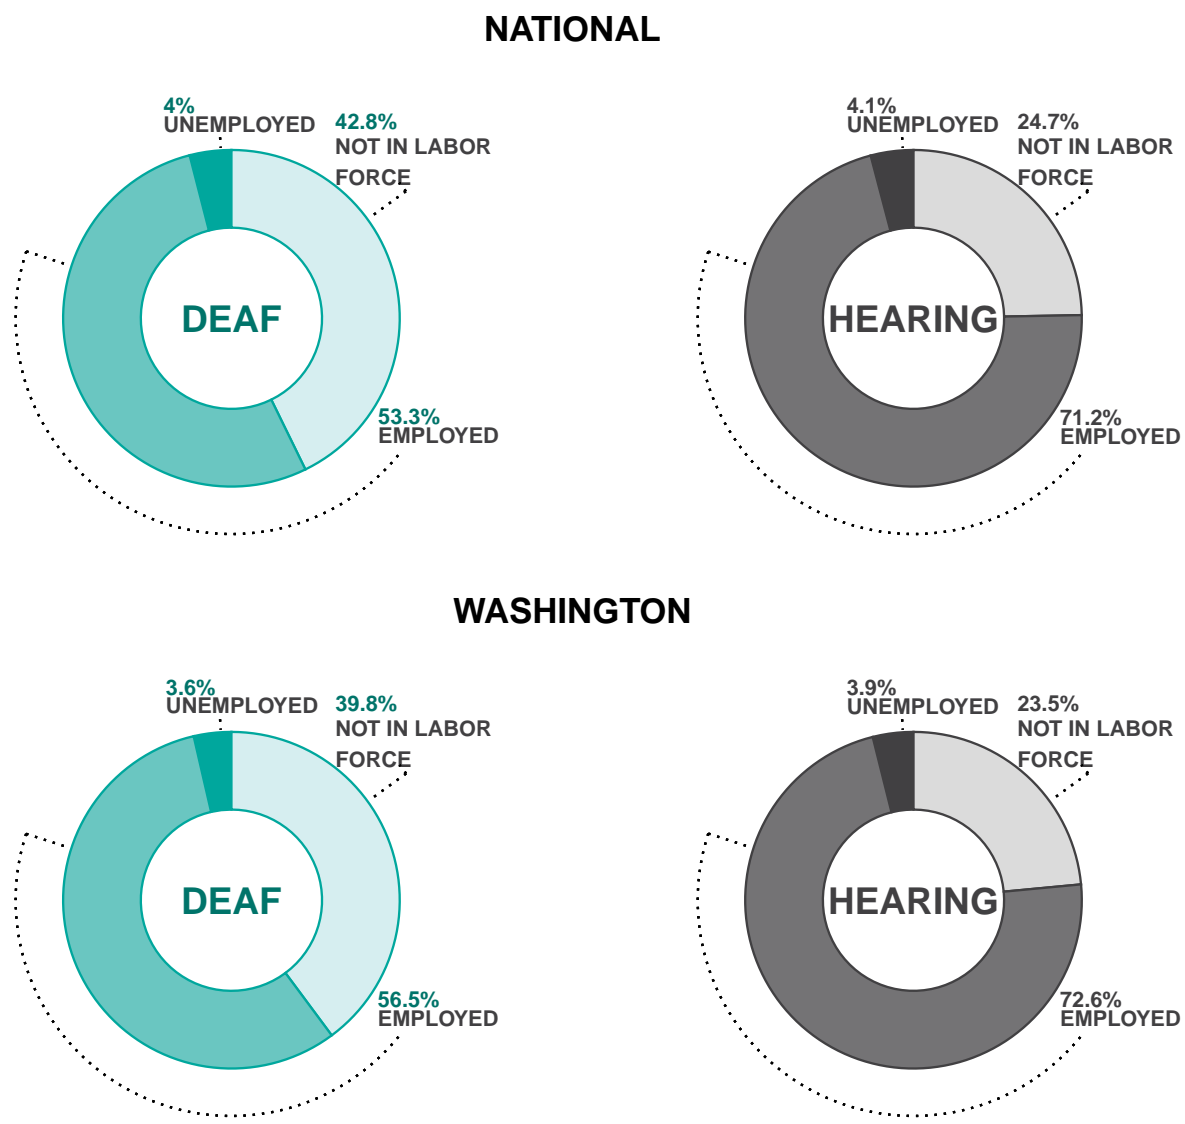 NATIONAL
4%
UNEMPLOYED
42.8%
NOT IN LABOR
FORCE
DEAF
53.3%
EMPLOYED
4.1%
UNEMPLOYED
24.7%
NOT IN LABOR
FORCE
HEARING
71.2%
EMPLOYED
WASHINGTON
3.6%
UNEMPLOYED
39.8%
NOT IN LABOR
FORCE
DEAF
56.5%
EMPLOYED
3.9%
UNEMPLOYED
23.5%
NOT IN LABOR
FORCE
HEARING
72.6%
EMPLOYED